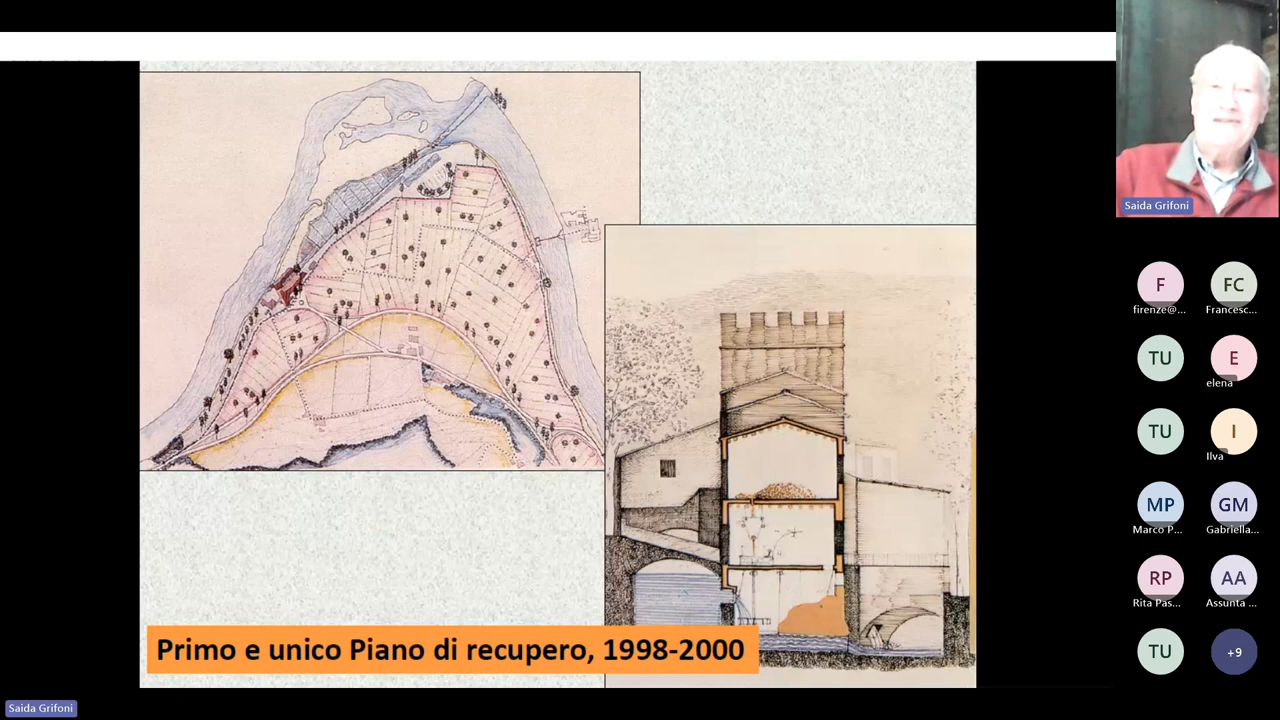 Primo e unico Piano di recupero, 1998-2000
Saida Grifoni
F
firenze@...
FC
Francesc...
TU
E
elena
TU
I
Ilva
MP
Marco P...
GM
Gabriella...
RP
Rita Pas...
AA
Assunta ...
TU
+9
Saida Grifoni